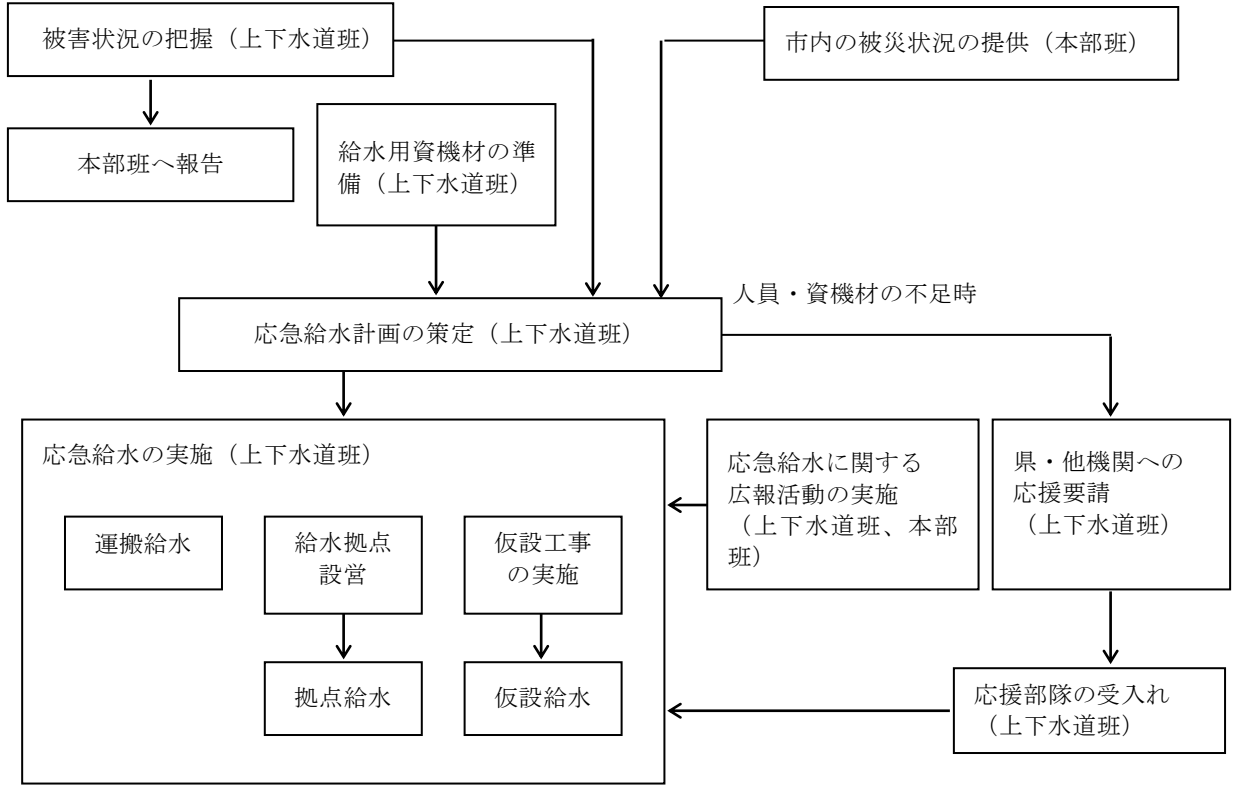 被害状況の把握（上下水道班）
市内の被災状況の提供（本部班）
本部班へ報告
給水用資機材の準
備（上下水道班）
人員・資機材の不足時
応急給水計画の策定（上下水道班）
応急給水の実施（上下水道班）
運搬給水
給水拠点
設営
仮設工事
の実施
拠点給水
仮設給水
応急給水に関する
広報活動の実施
（上下水道班、本部
班）
県・他機関への
応援要請
（上下水道班）
応援部隊の受入れ
（上下水道班）